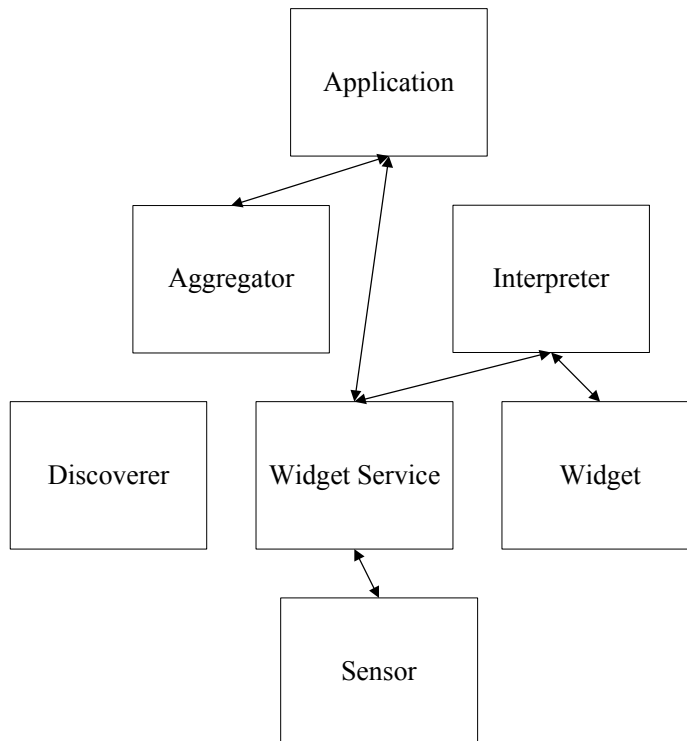 Application
Aggregator
Interpreter
Discoverer
Widget Service
Widget
Sensor